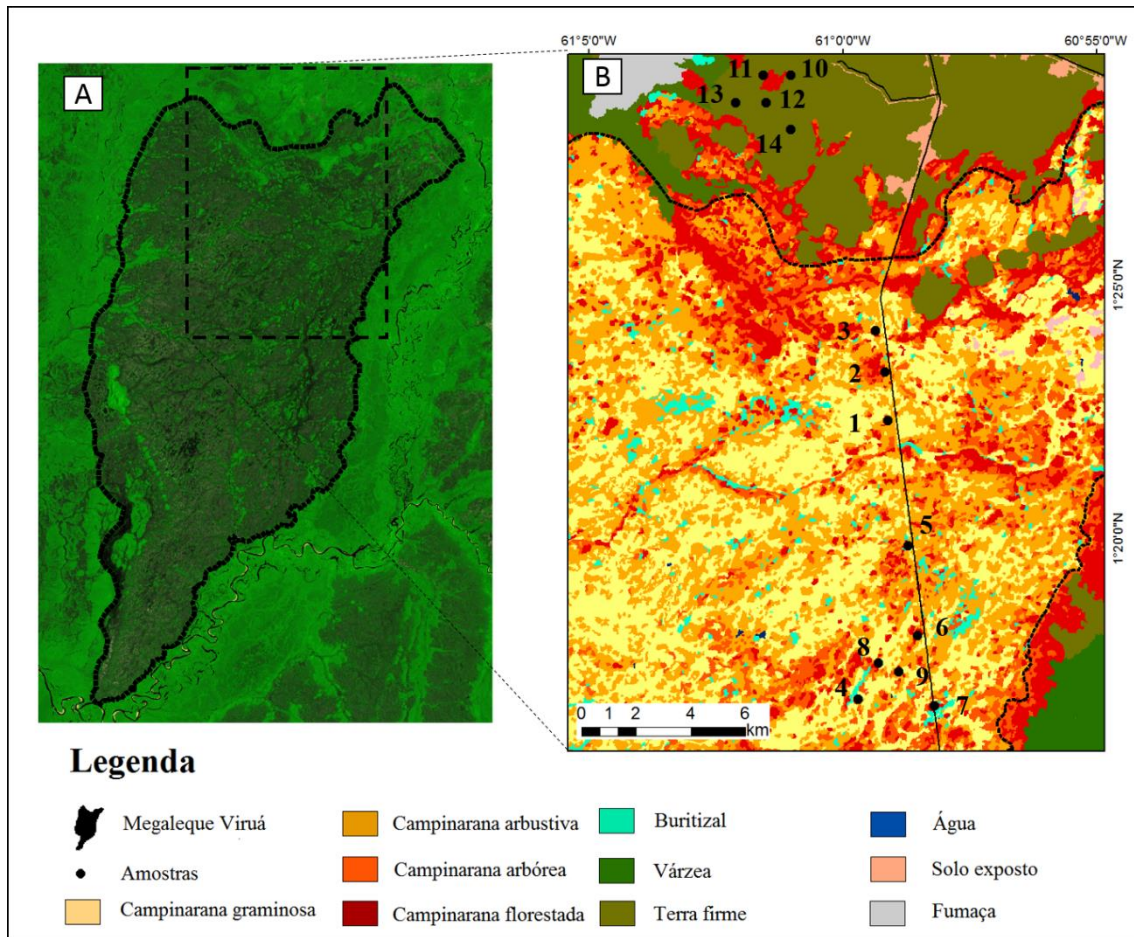 A
B
61°5'0"W
61°0'0"W
60°55'0"W
11
10
13
12
14
3
2
1
5
6
8
9
4
7
1°25'0"N
1°20'0"N
0 1 2 4 6
km
Legenda
Megaleque Viruá
Amostras
Campinarana graminosa
Campinarana arbustiva
Campinarana arbórea
Campinarana florestada
Buritizal
Várzea
Terra firme
Água
Solo exposto
Fumaça